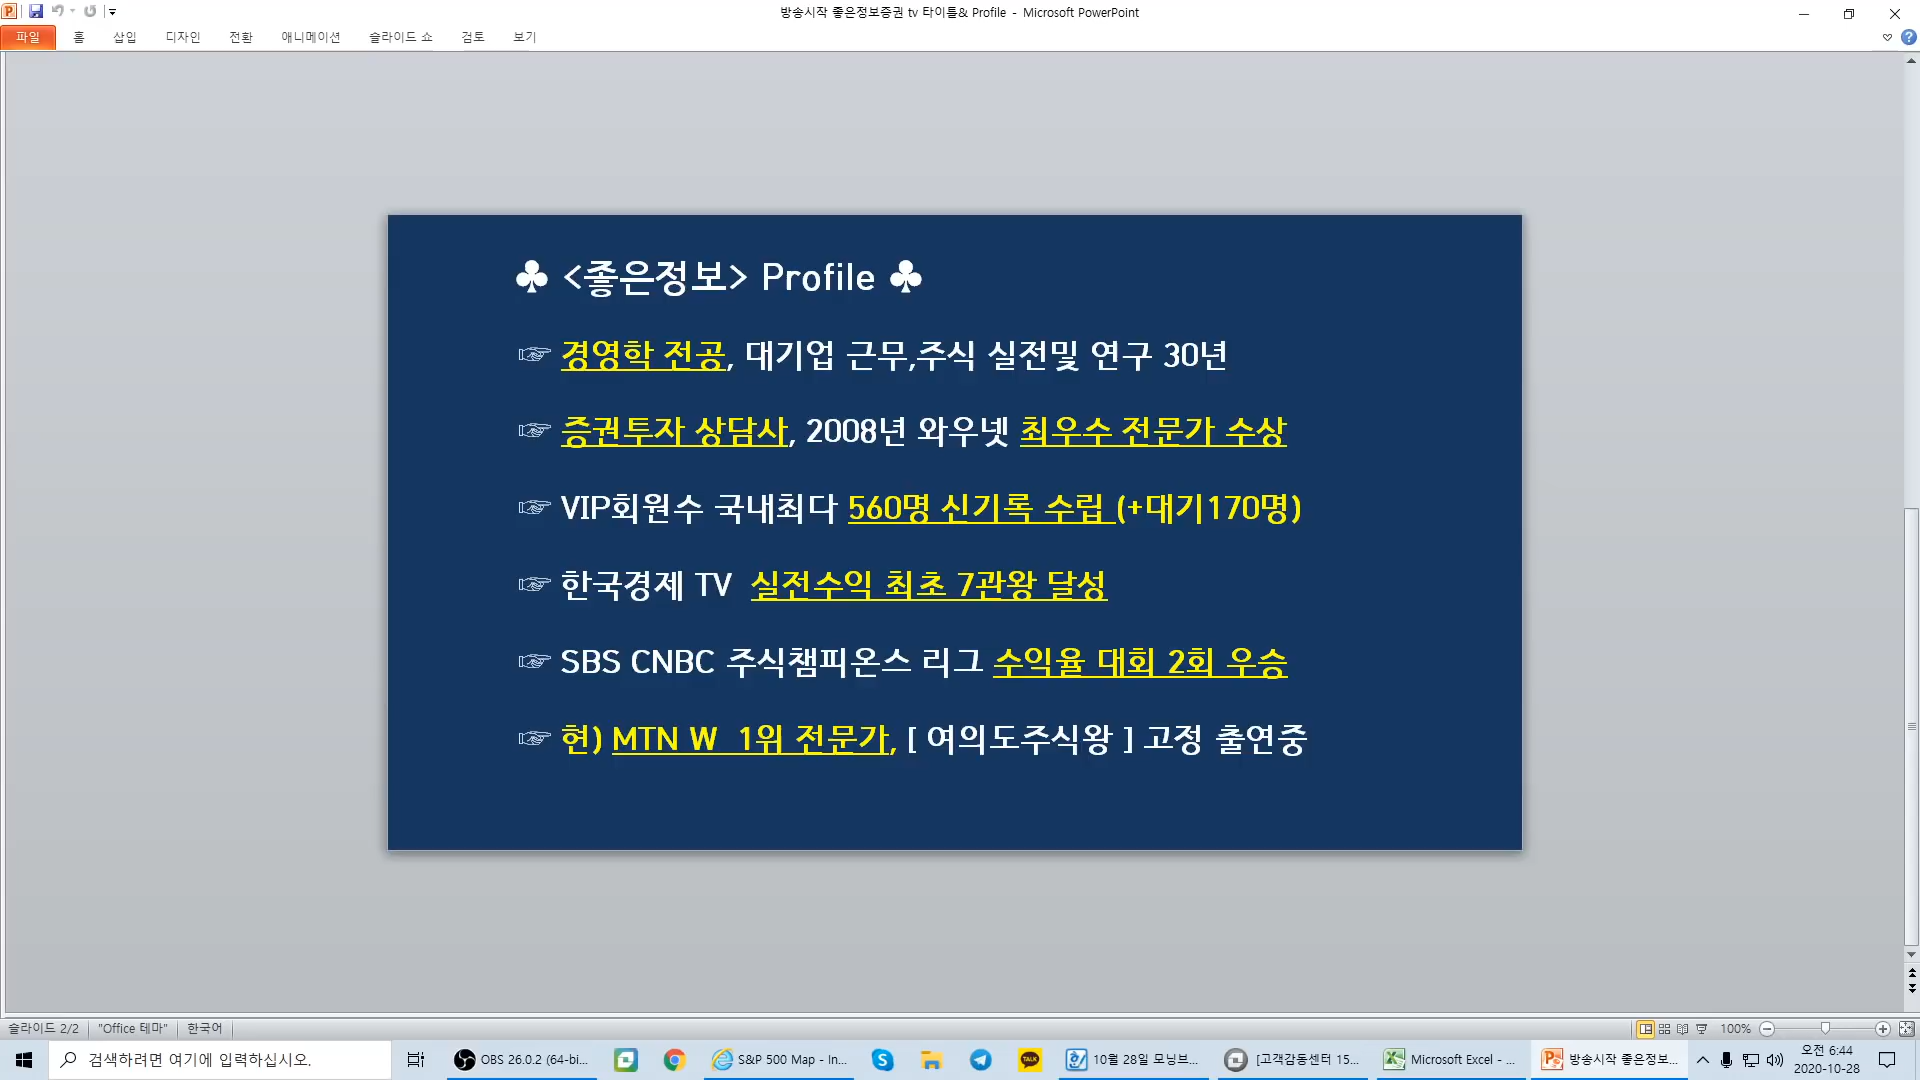 방송시작 좋은정보증권 tv 타이틀& Profile - Microsoft PowerPoint
파일 홈 삽입 디자인 전환 애니메이션 슬라이드 쇼 검토 보기
♣ <좋은정보> Profile ♣
☞ 경영학 전공, 대기업 근무,주식 실전및 연구 30년
☞ 증권투자 상담사, 2008년 와우넷 최우수 전문가 수상
☞ VIP회원수 국내최다 560명 신기록 수립 (+대기170명)
☞ 한국경제 TV 실전수익 최초 7관왕 달성
☞ SBS CNBC 주식챔피온스 리그 수익율 대회 2회 우승
☞ 현) MTN W 1위 전문가, [ 여의도주식왕 ] 고정 출연중
슬라이드 2/2 "Office 테마" 한국어 100%
검색하려면 여기에 입력하십시오. OBS 26.0.2 (64-bi... S&P 500 Map - In... TALK 10월 28일 모닝브... [고객감동센터 15... Microsoft Excel - ... 방송시작 좋은정보... 오전 6:44
2020-10-28